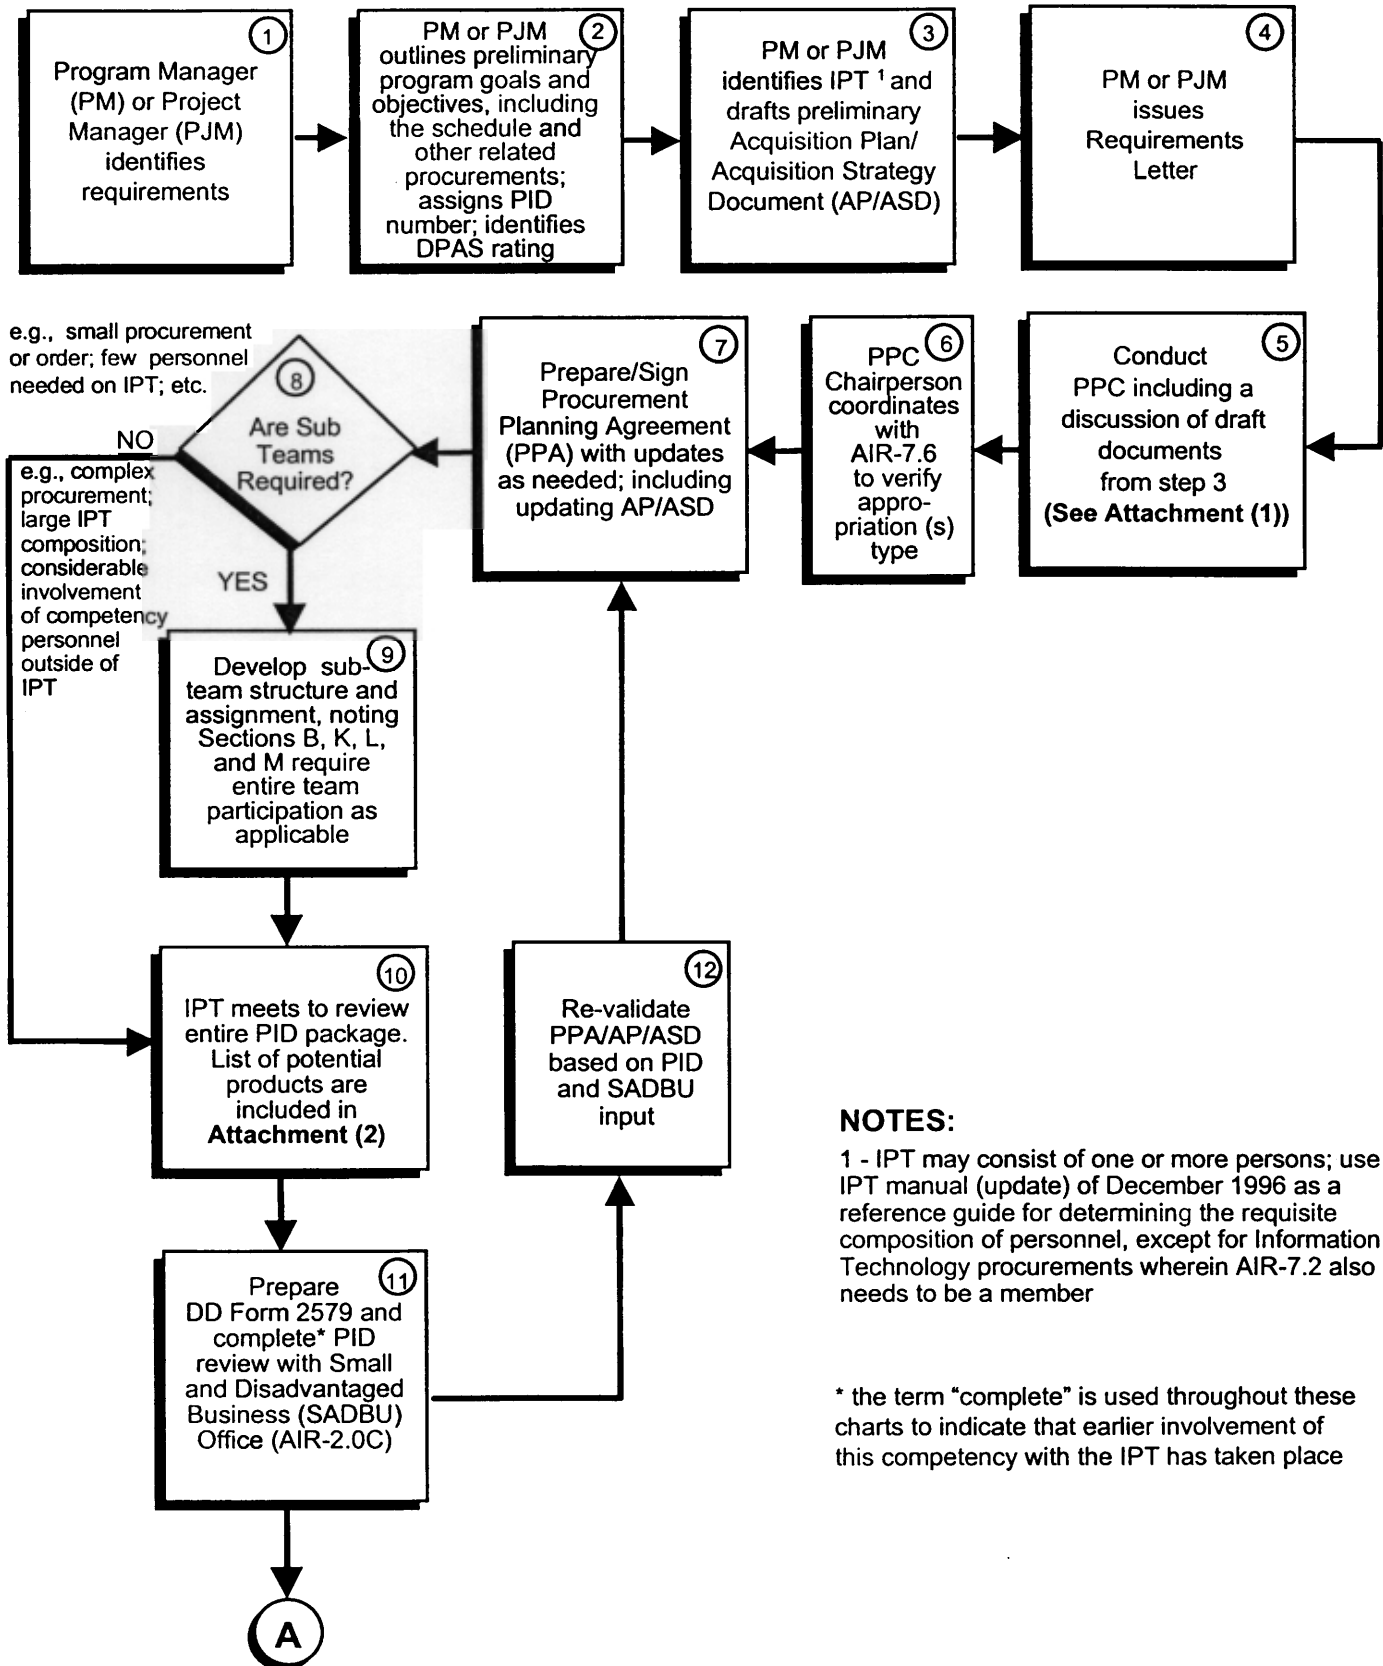 1
Program Manager
(PM) or Project
Manager (PJM)
identifies
requirements
2
PM or PJM
outlines preliminary
program goals and
objectives, including
the schedule and
other related
procurements;
assigns PID
number; identifies
DPAS rating
3
PM or PJM
identifies IPT 1 and
drafts preliminary
Acquisition Plan/
Acquisition Strategy
Document (AP/ASD)
4
PM or PJM
issues
Requirements
Letter
5
Conduct
PPC including a
discussion of draft
documents
from step 3
(See Attachment (1))
6
PPC
Chairperson
coordinates
with
AIR-7.6
to verify
appro-
priation (s)
type
7
Prepare/Sign
Procurement
Planning Agreement
(PPA) with updates
as needed; including
updating AP/ASD
e.g., small procurement
or order; few personnel
needed on IPT; etc.
8
Are Sub
Teams
Required?
NO
e.g., complex
procurement;
large IPT
composition;
considerable
involvement
of competency
personnel
outside of
IPT
YES
9
Develop sub-
team structure and
assignment, noting
Sections B, K, L,
and M require
entire team
participation as
applicable
10
IPT meets to review
entire PID package.
List of potential
products are
included in
Attachment (2)
11
Prepare
DD Form 2579 and
complete* PID
review with Small
and Disadvantaged
Business (SADBU)
Office (AIR-2.0C)
12
Re-validate
PPA/AP/ASD
based on PID
and SADBU
input
A
NOTES:
1 - IPT may consist of one or more persons; use
IPT manual (update) of December 1996 as a
reference guide for determining the requisite
composition of personnel, except for Information
Technology procurements wherein AIR-7.2 also
needs to be a member
* the term "complete" is used throughout these
charts to indicate that earlier involvement of
this competency with the IPT has taken place